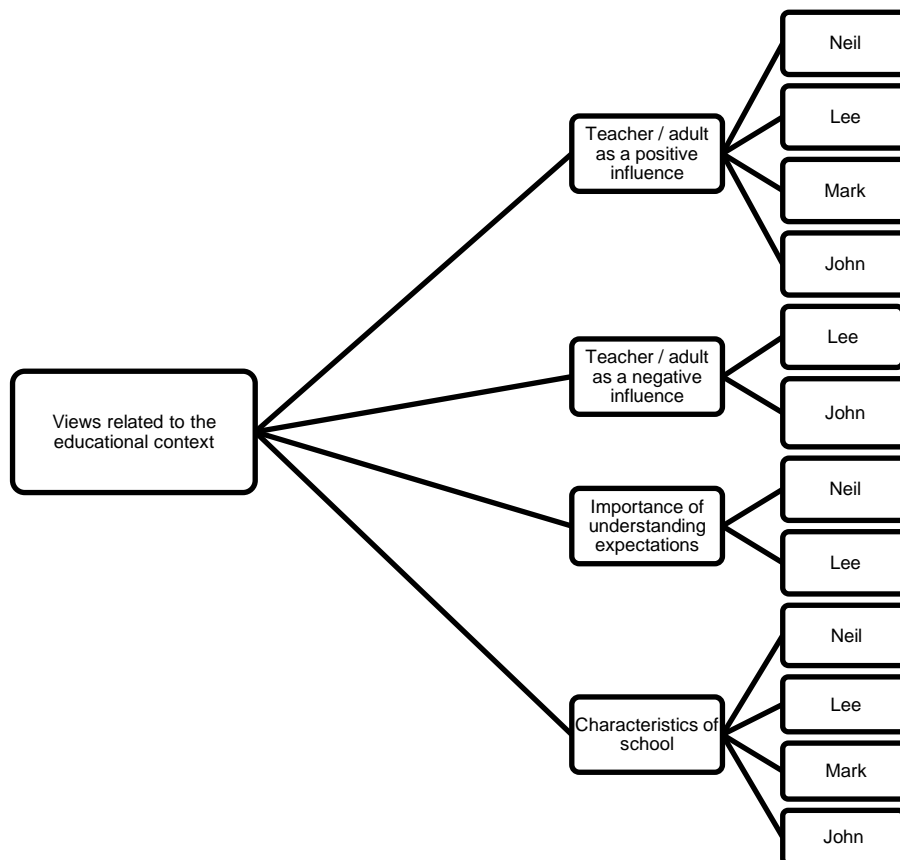 Views related to the
educational context
Teacher / adult
as a positive
influence
Neil
Lee
Mark
John
Teacher / adult
as a negative
influence
Lee
John
Importance of
understanding
expectations
Neil
Lee
Characteristics of
school
Neil
Lee
Mark
John